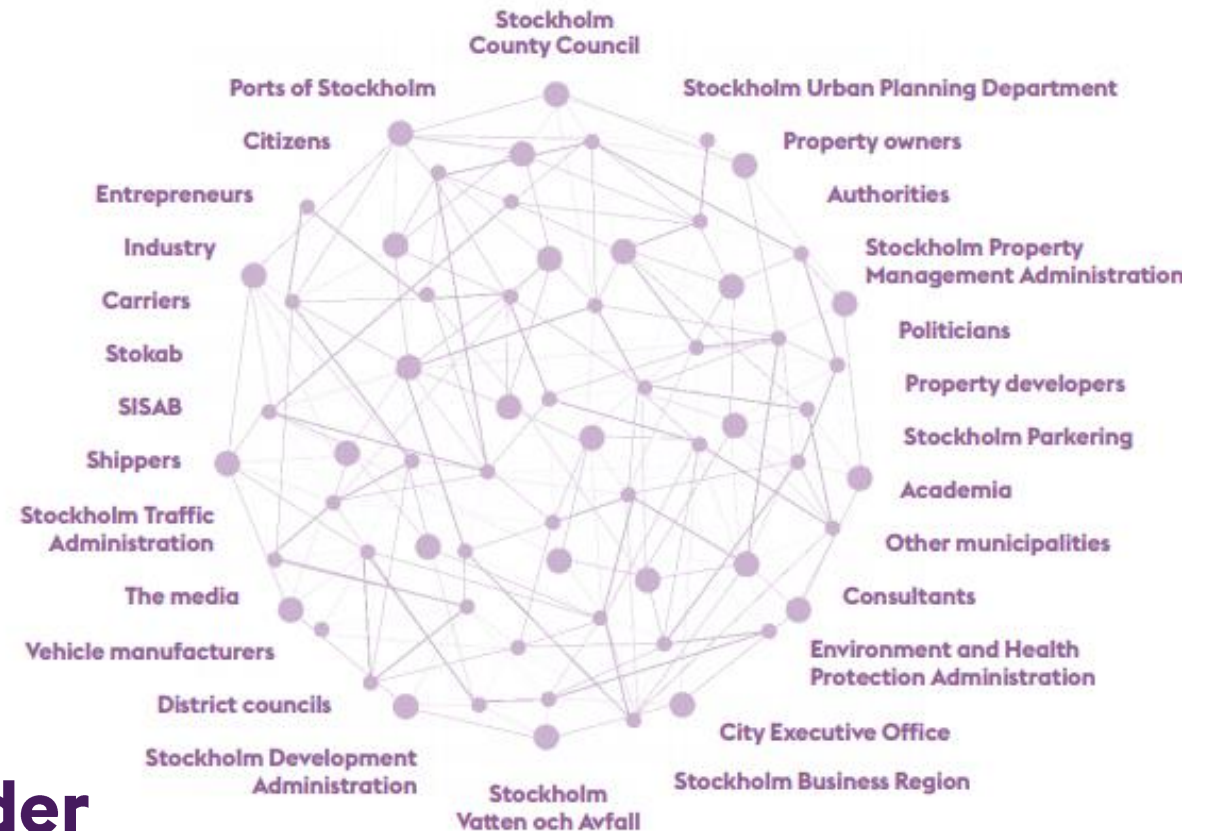 Stockholm
County Council
Ports of Stockholm
Stockholm Urban Planning Department
Citizens
Property owners
Entrepreneurs
Authorities
Industry
Stockholm Property
Management Administration
Carriers
Politicians
Stokab
Property developers
SISAB
Stockholm Parkering
Shippers
Academia
Stockholm Traffic
Administration
Other municipalities
The media
Consultants
Vehicle manufacturers
Environment and Health
Protection Administration
District councils
City Executive Office
Stockholm Development
Administration
Stockholm Business Region
Stockholm
Vatten och Avfall
der